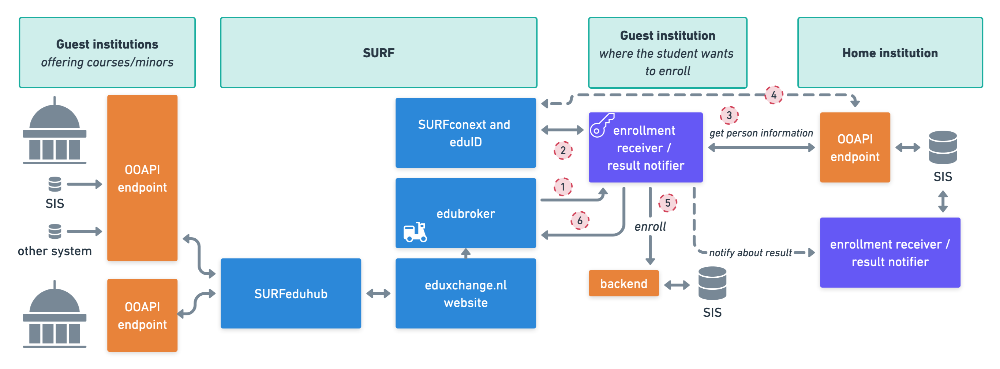 Guest institutions
offering courses/minors
SURF
Guest institution
where the student wants
to enroll
Home institution
OOAPI
endpoint
SIS
other system
OOAPI
endpoint
SURFeduhub
SURFconext and
eduID
edubroker
eduxchange.nl
website
4
2
1
6
enrollment
receiver /
result notifier
3
get person information
5
enroll
backend
SIS
notify about result
OOAPI
endpoint
SIS
enrollment receiver /
result notifier